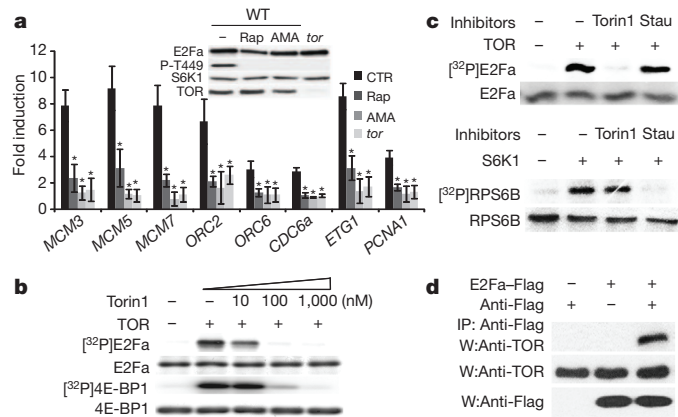 a
WT
– Rap AMA tor
E2Fa
P-T449
S6K1
TOR
CTR
Rap
AMA
tor
Fold induction
12
10
8
6
4
2
0
* * * * * * * * * * * * * * * * * * * * * * * *
MCM3 MCM5 MCM7 ORC2 ORC6 CDC6a ETG1 PCNA1
b
Torin1 – – 10 100 1,000 (nM)
TOR – + + + +
[32P]E2Fa
E2Fa
[32P]4E-BP1
4E-BP1
c
Inhibitors – – Torin1 Stau
TOR – + + +
[32P]E2Fa
E2Fa
Inhibitors – – Torin1 Stau
S6K1 – + + +
[32P]RPS6B
RPS6B
d
E2Fa–Flag – + +
Anti-Flag + – +
IP: Anti-Flag
W:Anti-TOR
W:Anti-TOR
W:Anti-Flag